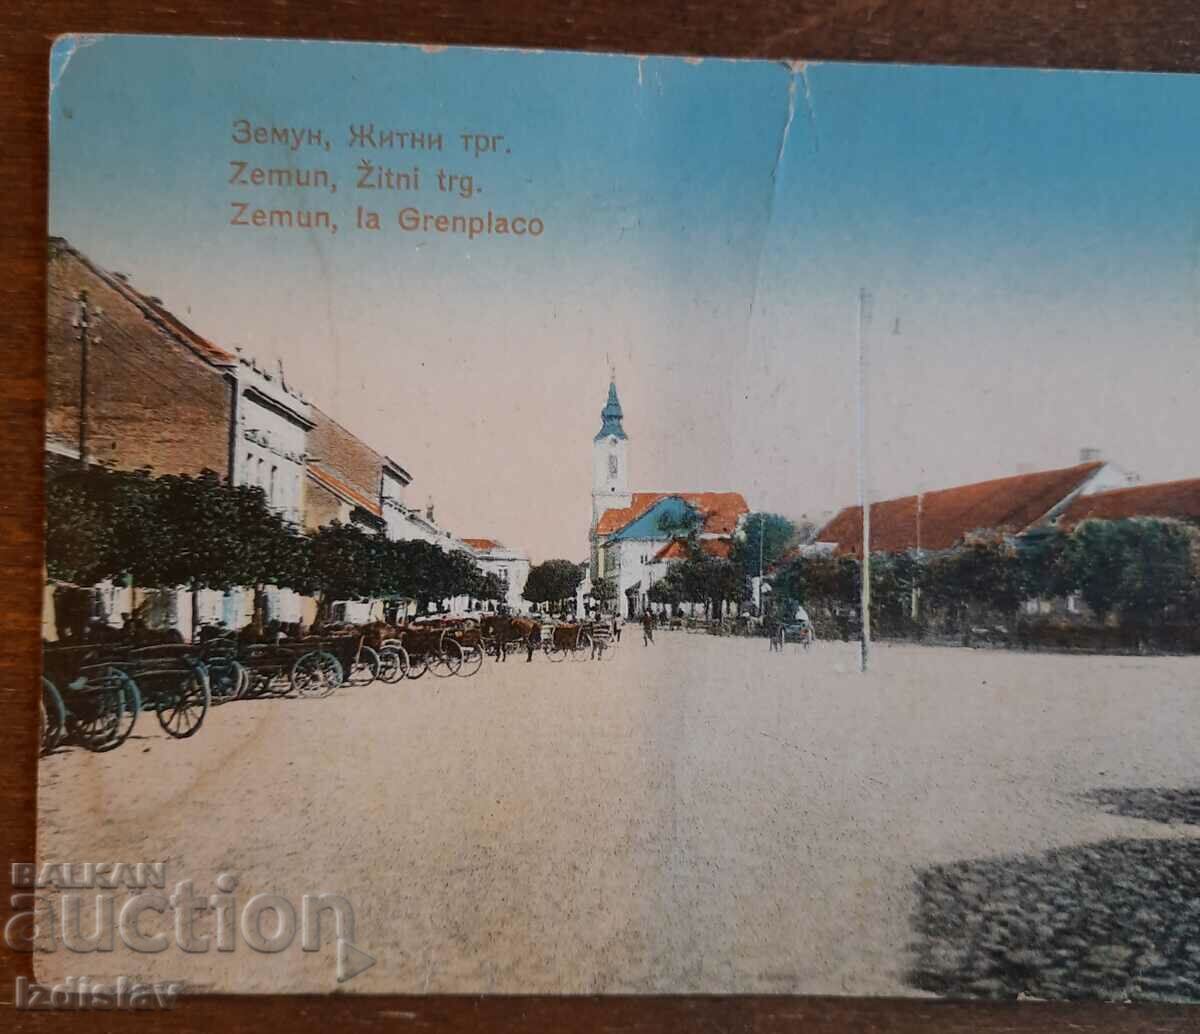 Земун, Житни трг.
Zemun, Žitni trg.
Zemun, la Grenplaco
BALKAN
auction
Izdislav